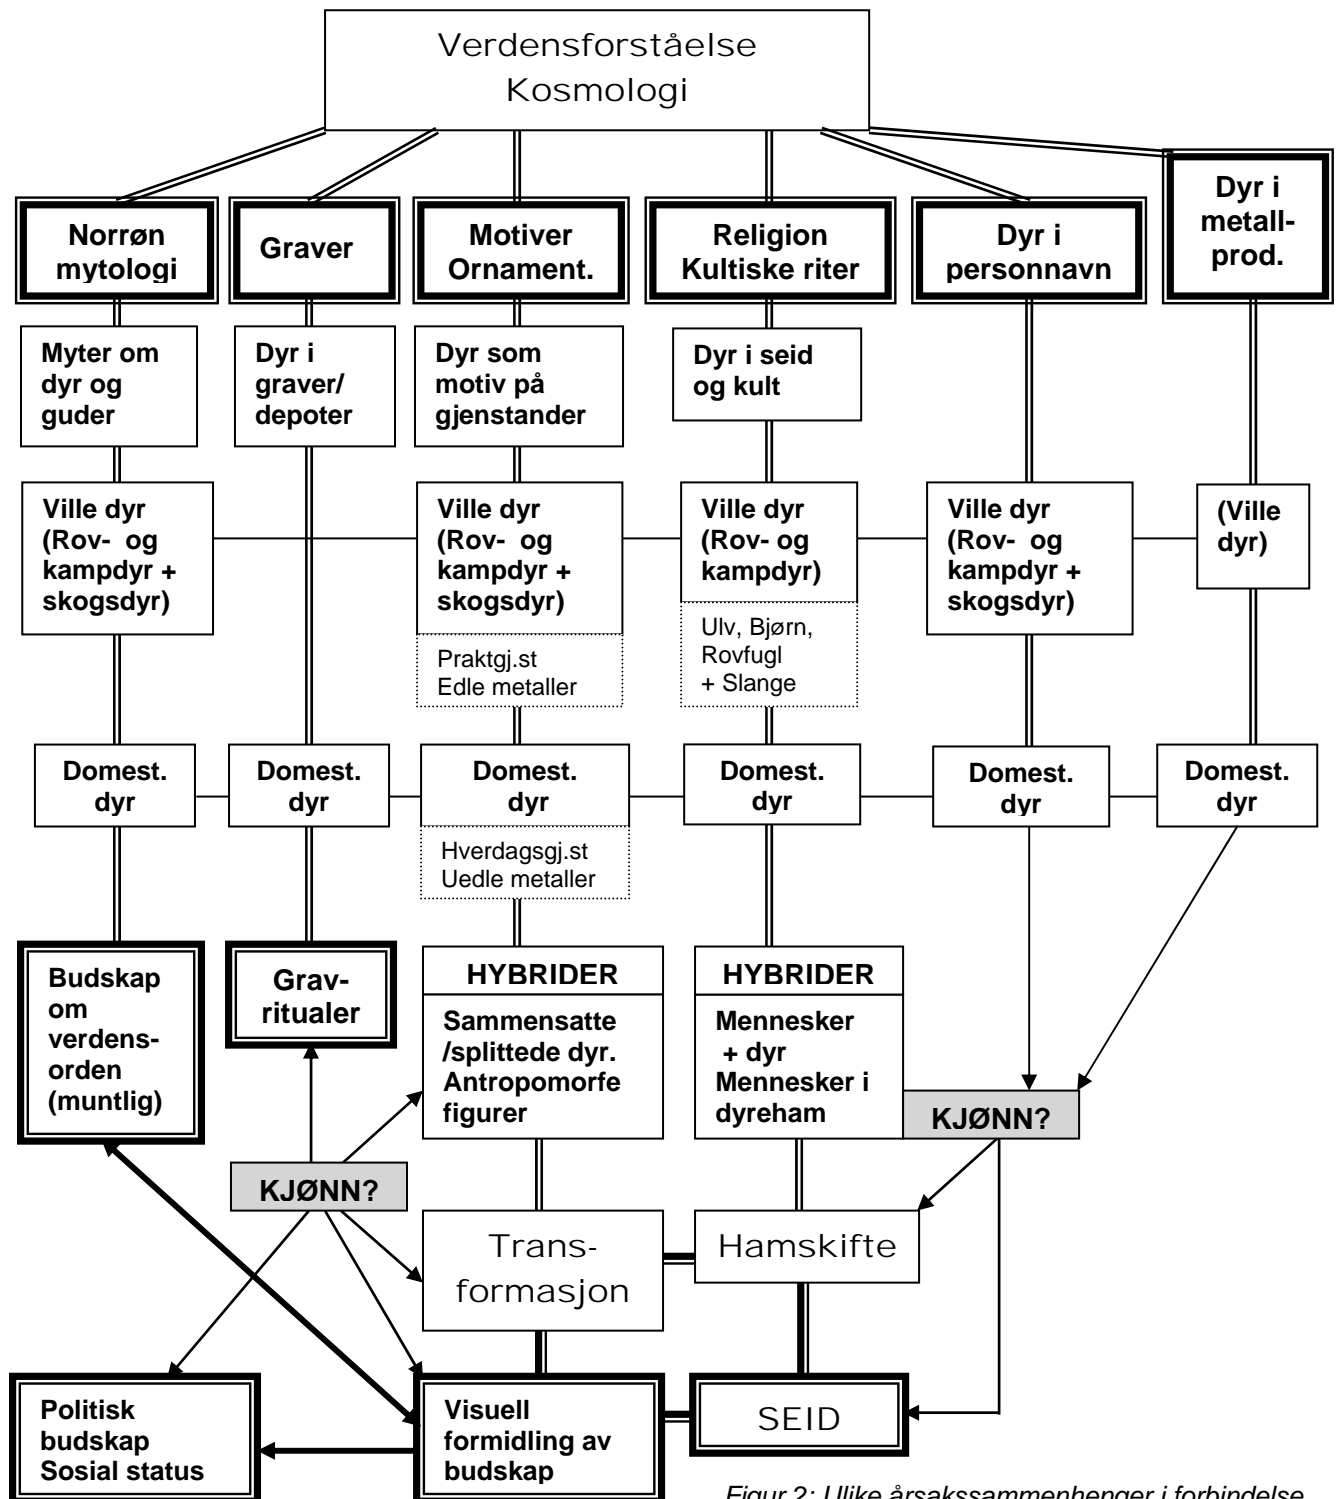 Verdensforståelse
Kosmologi
Norrøn
mytologi
Graver
Motiver
Ornament.
Religion
Kultiske riter
Dyr i
personnavn
Dyr i
metall-
prod.
Myter om
dyr og
guder
Dyr i
graver/
depoter
Dyr som
motiv på
gjenstander
Dyr i seid
og kult
Ville dyr
(Rov- og
kampdyr +
skogsdyr)
Ville dyr
(Rov- og
kampdyr +
skogsdyr)
Praktgj.st
Edle metaller
Ville dyr
(Rov- og
kampdyr)
Ulv, Bjørn,
Rovfugl
+ Slange
Ville dyr
(Rov- og
kampdyr +
skogsdyr)
(Ville
dyr)
Domest.
dyr
Domest.
dyr
Domest.
dyr
Hverdagsgj.st
Uedle metaller
Domest.
dyr
Domest.
dyr
Domest.
dyr
Budskap
om
verdens-
orden
(muntlig)
Grav-
ritualer
HYBRIDER
Sammensatte
/splittede dyr.
Antropomorfe
figurer
HYBRIDER
Mennesker
+ dyr
Mennesker i
dyreham
KJØNN?
KJØNN?
Trans-
formasjon
Hamskifte
Politisk
budskap
Sosial status
Visuell
formidling av
budskap
SEID
Figur 2: Ulike årsakssammenhenger i forbindelse